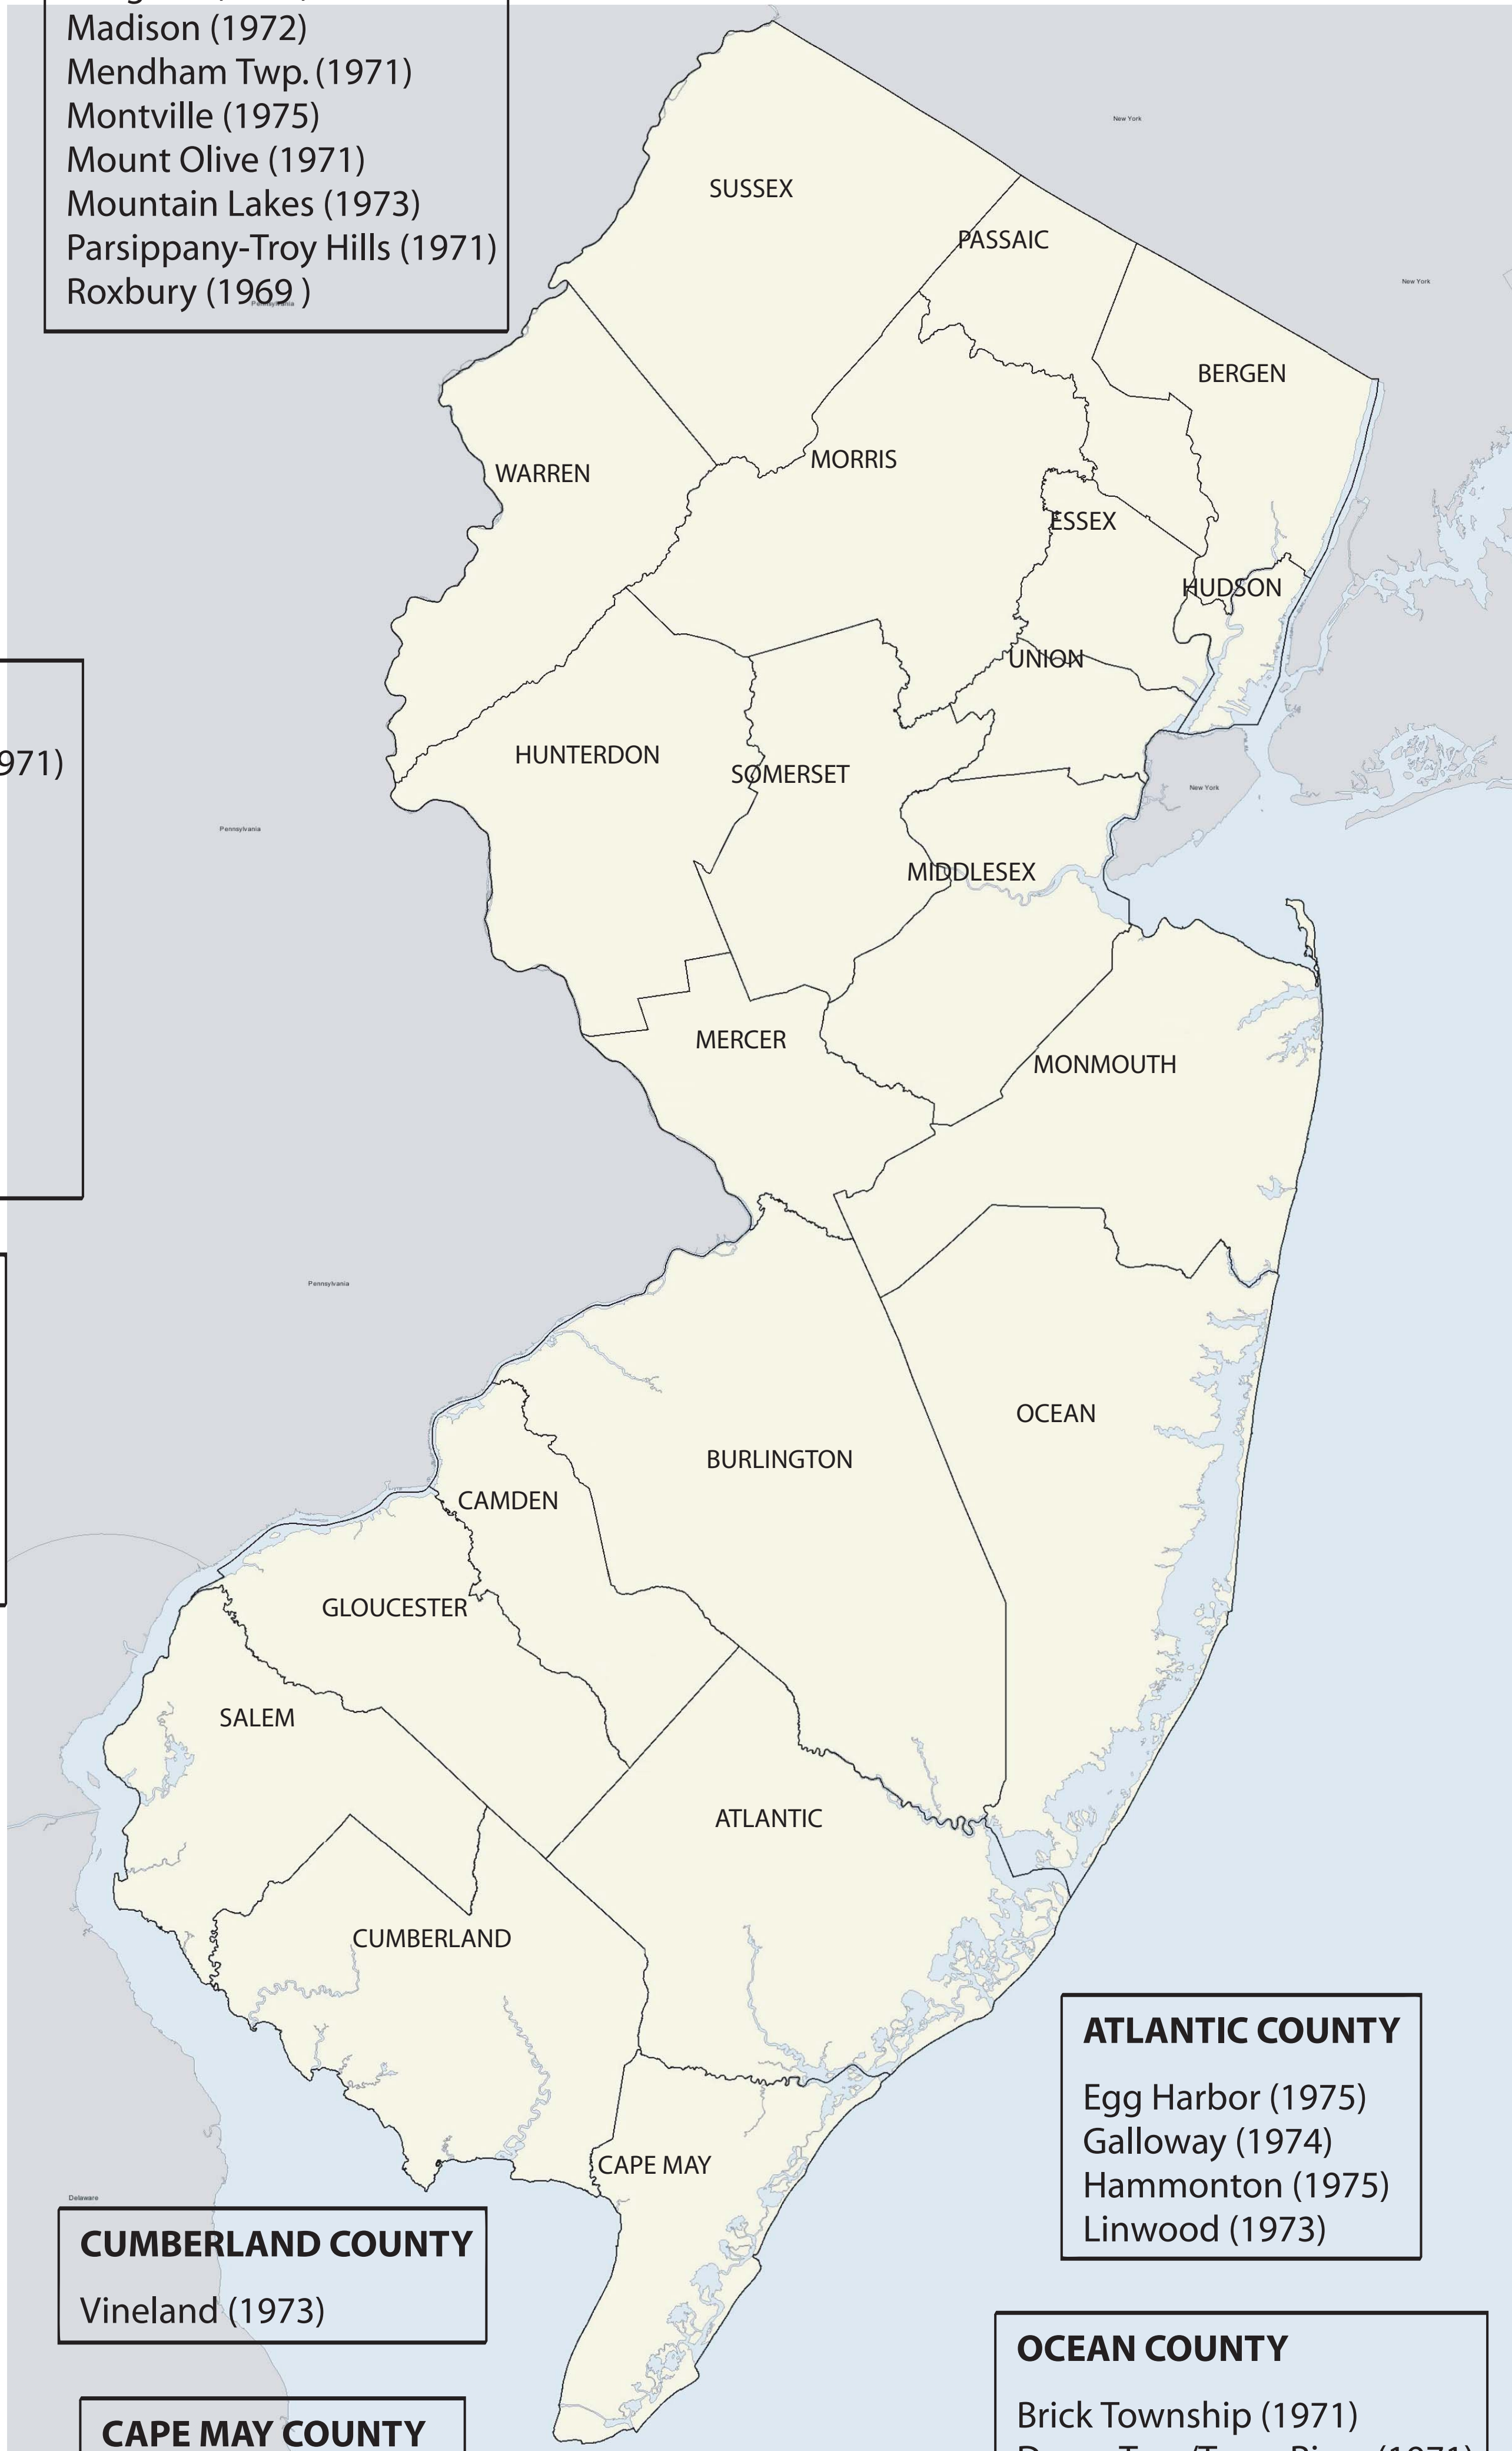 Madison (1972)
Mendham Twp. (1971)
Montville (1975)
Mount Olive (1971)
Mountain Lakes (1973)
Parsippany-Troy Hills (1971)
Roxbury (1969 )
Pennsylvania
New York
New York
SUSSEX
PASSAIC
BERGEN
WARREN
MORRIS
ESSEX
HUDSON
UNION
971)
HUNTERDON
SOMERSET
New York
Pennsylvania
MIDDLESEX
MERCER
MONMOUTH
Pennsylvania
OCEAN
BURLINGTON
CAMDEN
GLOUCESTER
SALEM
ATLANTIC
CUMBERLAND
CAPE MAY
ATLANTIC COUNTY
Egg Harbor (1975)
Galloway (1974)
Hammonton (1975)
Linwood (1973)
Delaware
CUMBERLAND COUNTY
Vineland (1973)
CAPE MAY COUNTY
OCEAN COUNTY
Brick Township (1971)